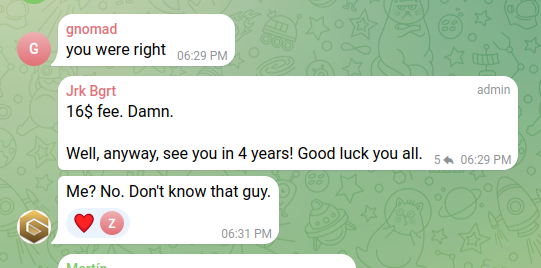 G
gnomad
you were right 06:29 PM
Jrk Bgrt admin
16$ fee. Damn.
Well, anyway, see you in 4 years! Good luck you all. 5 06:29 PM
Me? No. Don't know that guy.
Z
06:31 PM
Martín